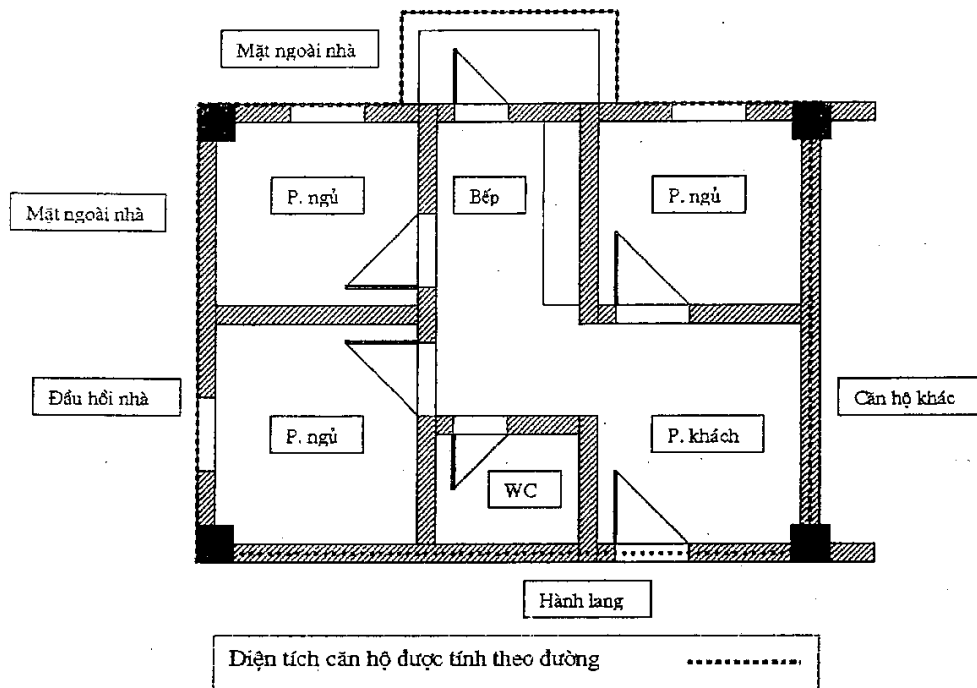 Mặt ngoài nhà
P. ngủ
Bếp
P. ngủ
Mặt ngoài nhà
Đầu hồi nhà
P. ngủ
P. khách
Căn hộ khác
WC
Hành lang
Diện tích căn hộ được tính theo đường